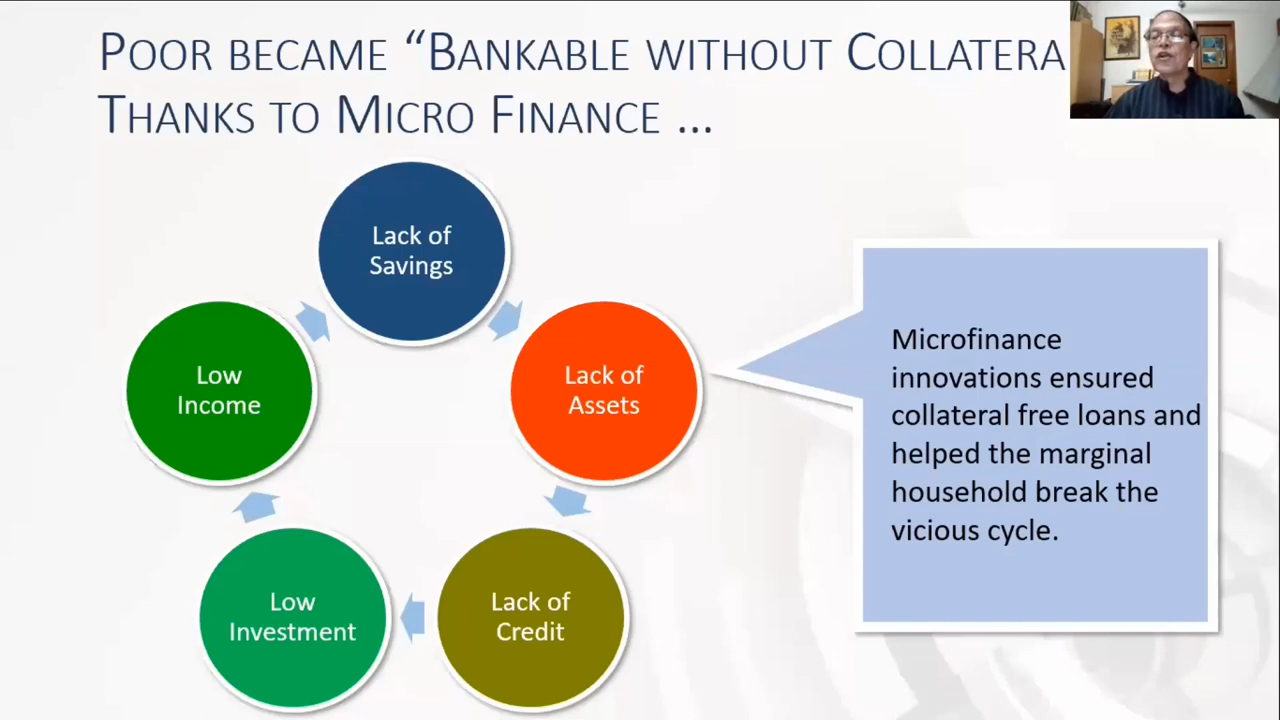 POOR BECAME “BANKABLE WITHOUT COLLATERA
THANKS TO MICRO FINANCE ...
Lack of
Savings
Lack of
Assets
Lack of
Credit
Low
Investment
Low
Income
Microfinance
innovations ensured
collateral free loans and
helped the marginal
household break the
vicious cycle.